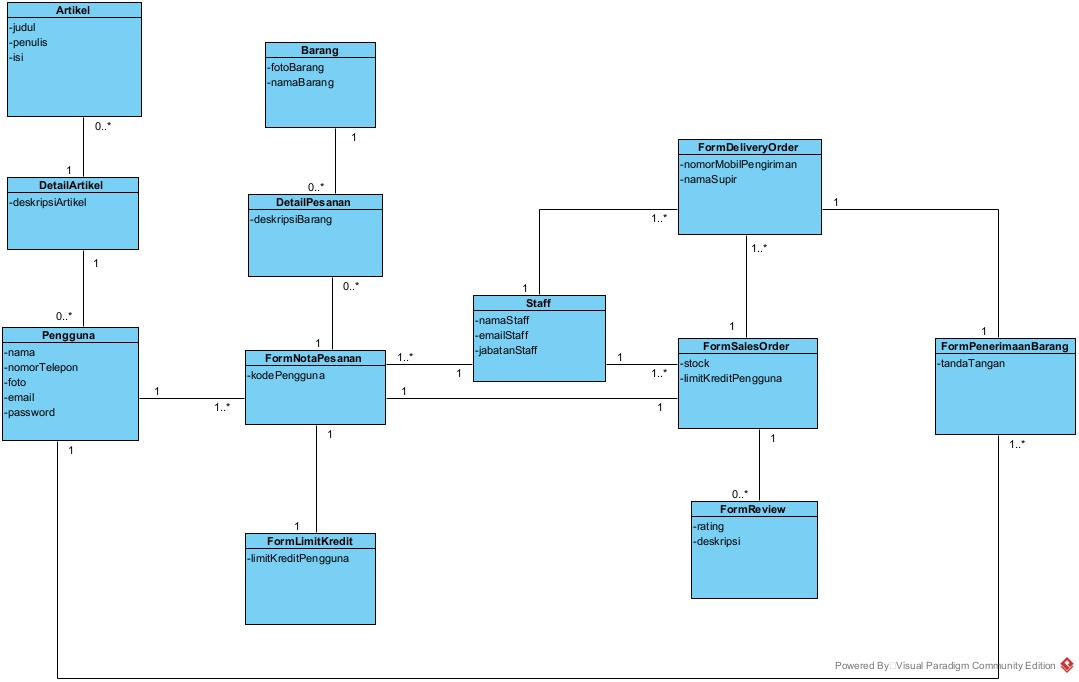 Artikel
-judul
-penulis
-isi
0..*
1
DetailArtikel
-deskripsiArtikel
1
0..*
Pengguna
-nama
-nomorTelepon
-foto
-email
-password
1
1..*
1
Barang
-fotoBarang
-namaBarang
1
0..*
DetailPesanan
-deskripsiBarang
0..*
1
FormNotaPesanan
-kodePengguna
1..*
1
1
1
1
1
FormLimitKredit
-limitKreditPengguna
1
Staff
-namaStaff
-emailStaff
-jabatanStaff
1
1..*
1..*
FormDeliveryOrder
-nomorMobilPengiriman
-namaSupir
1
1..*
1
FormSalesOrder
-stock
-limitKreditPengguna
1
0..*
FormReview
-rating
-deskripsi
1
FormPenerimaanBarang
-tandaTangan
1..*
Powered By Visual Paradigm Community Edition